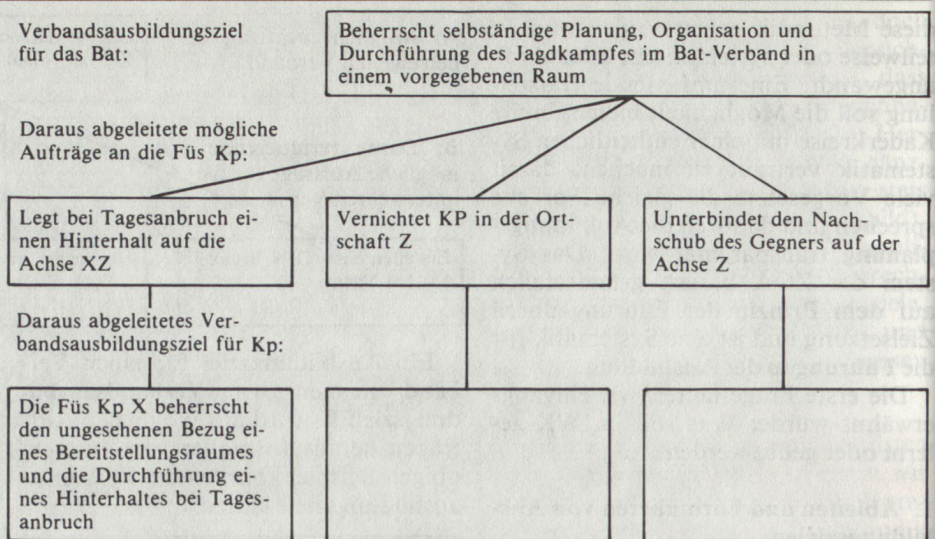 Verbandsausbildungsziel
für das Bat:
Beherrscht selbständige Planung, Organisation und
Durchführung des Jagdkampfes im Bat-Verband in
einem vorgegebenen Raum
Daraus abgeleitete mögliche
Aufträge an die Füs Kp:
Legt bei Tagesanbruch ei-
nen Hinterhalt auf die
Achse XZ
Vernichtet KP in der Ort-
schaft Z
Unterbindet den Nach-
schub des Gegners auf der
Achse Z
Daraus abgeleitetes Ver-
bandsausbildungsziel für Kp:
Die Füs Kp X beherrscht
den ungesehenen Bezug ei-
nes Bereitstellungsraumes
und die Durchführung ei-
nes Hinterhaltes bei Tages-
anbruch